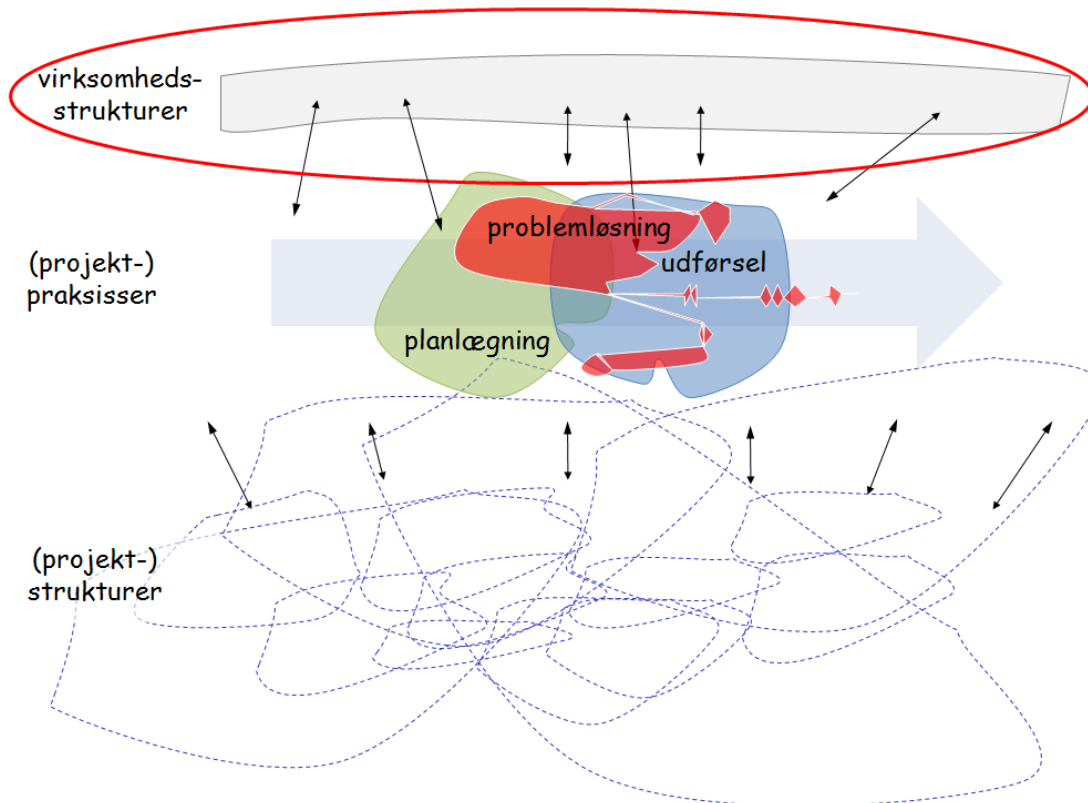 virksomheds-
strukturer
problemløsning
udførsel
(projekt-)
praksisser
planlægning
(projekt-)
strukturer